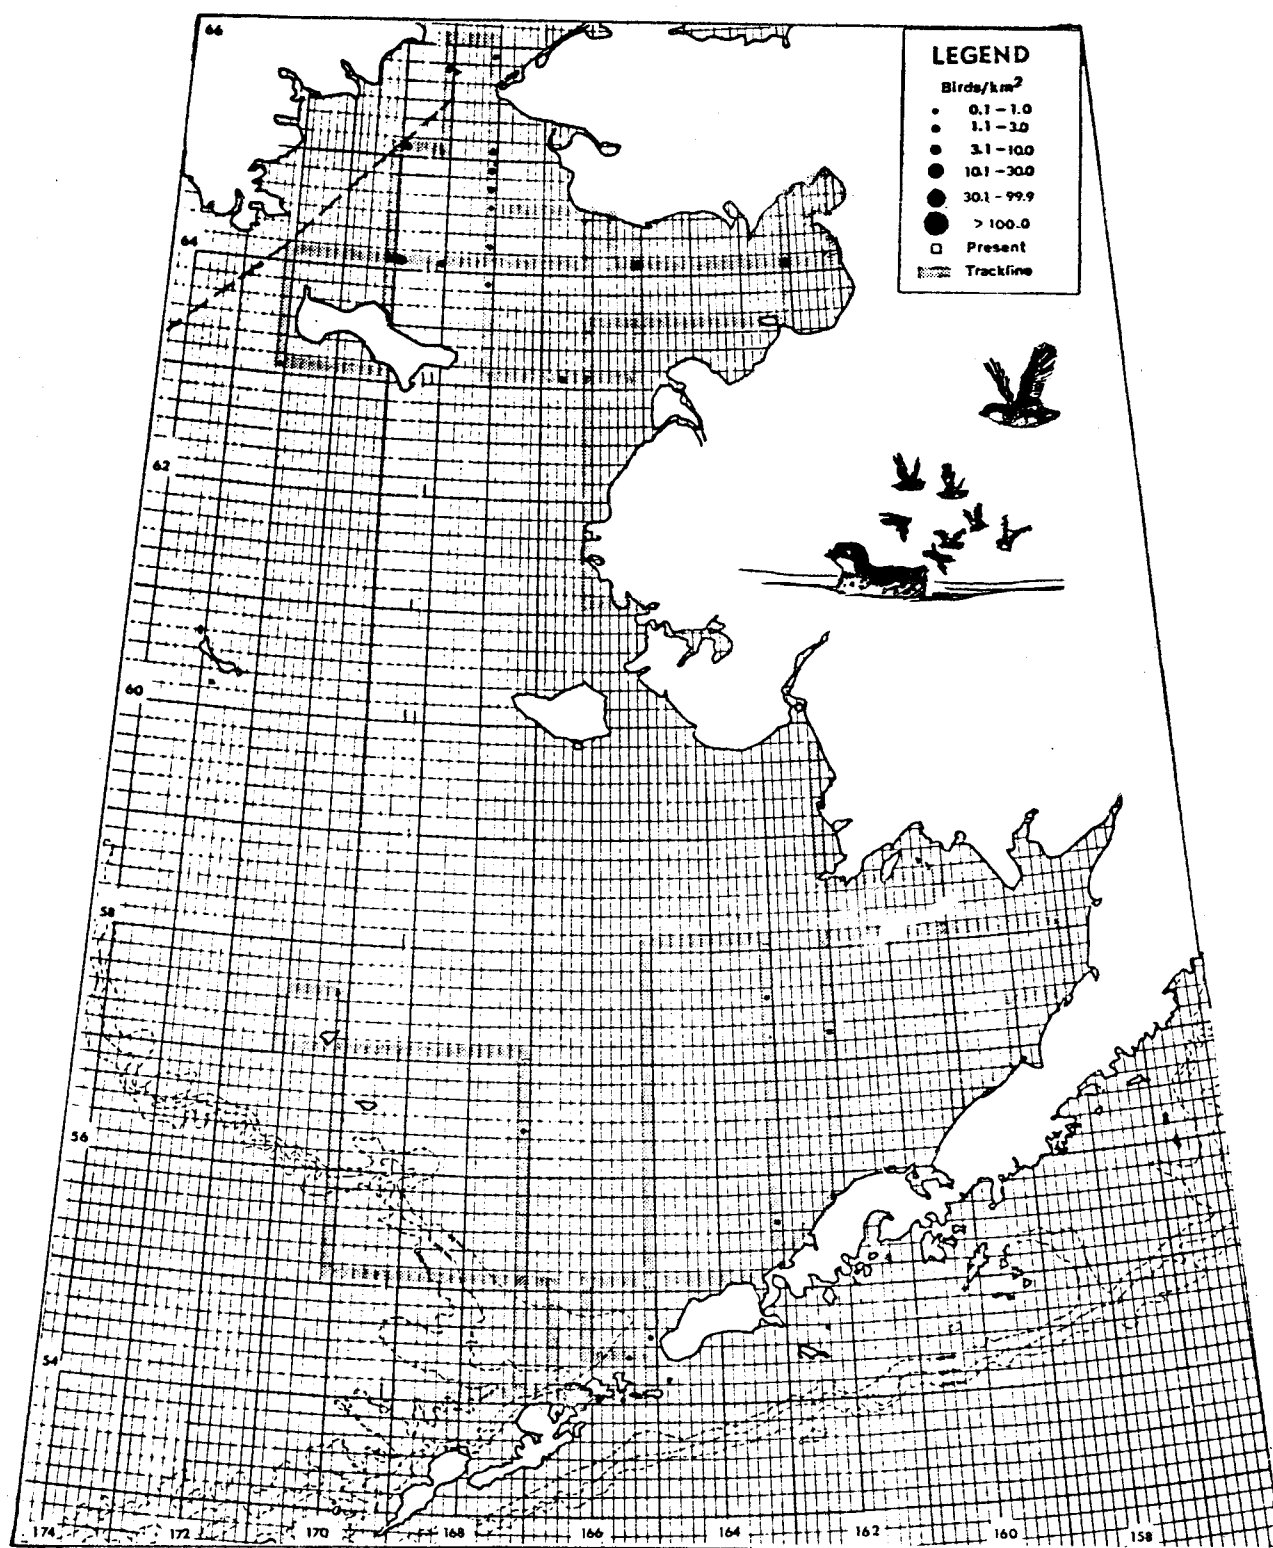 66
LEGEND
Birds/km²
0.1 – 1.0
1.1 – 3.0
3.1 – 10.0
10.1 – 30.0
30.1 – 99.9
> 100.0
Present
Trackline
64
62
60
58
56
54
174 172 170 168 166 164 162 160 158